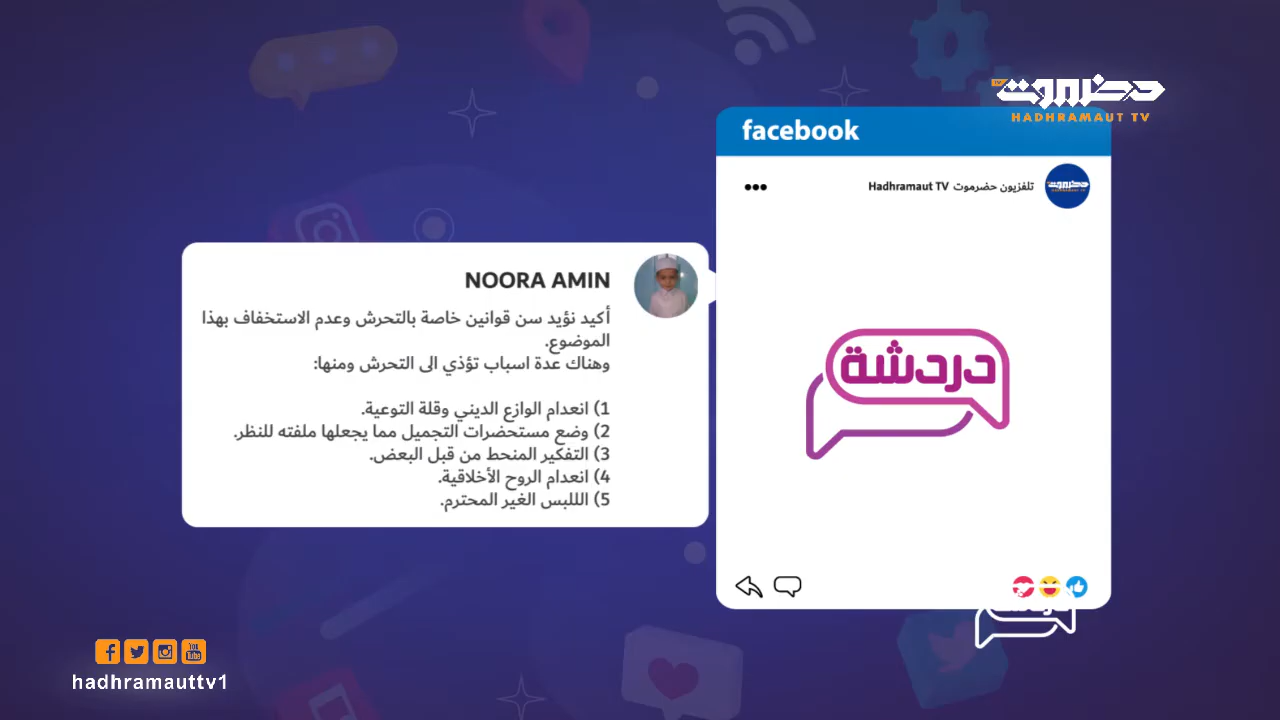 حضرموت
HADHRAMAUT TV
facebook
تلفزيون حضرموت Hadhramaut TV
NOORA AMIN
أكيد نؤيد سن قوانين خاصة بالتحرش وعدم الاستخفاف بهذا
الموضوع.
وهناك عدة اسباب تؤذي الى التحرش ومنها:
1) انعدام الوازع الديني وقلة التوعية.
2) وضع مستحضرات التجميل مما يجعلها ملفته للنظر.
3) التفكير المنحط من قبل البعض.
4) انعدام الروح الأخلاقية.
5) الللبس الغير المحترم.
دردشة
دردشة
hadhramauttv1